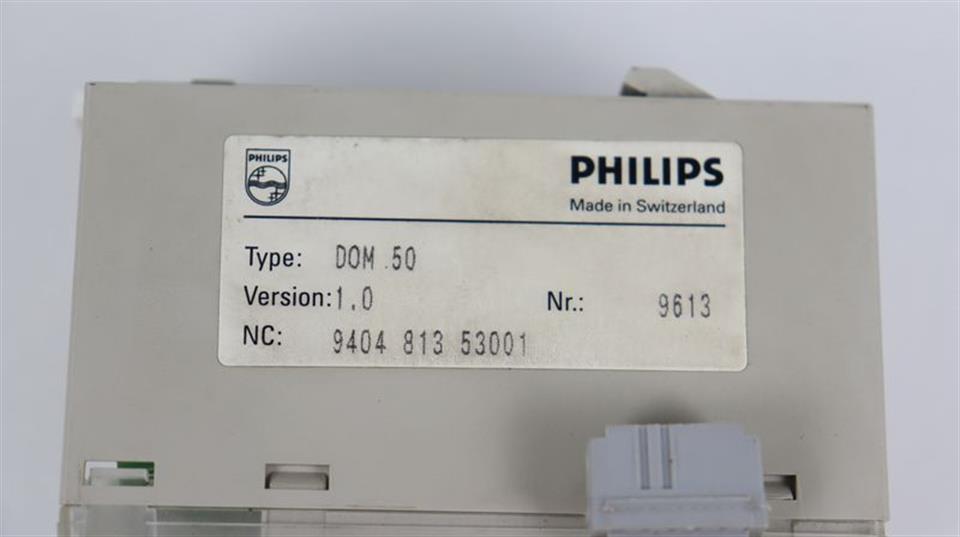 PHILIPS
PHILIPS
Made in Switzerland
Type: DOM 50
Version: 1.0 Nr.: 9613
NC: 9404 813 53001